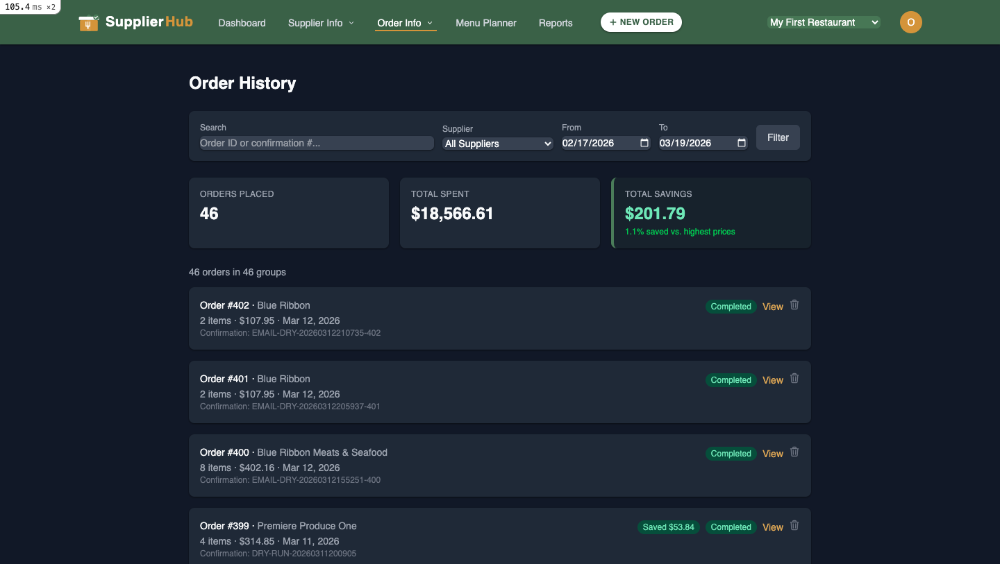 105.4 ms ×2
SupplierHub
Dashboard
Supplier Info
Order Info
Menu Planner
Reports
+ NEW ORDER
My First Restaurant
O
Order History
Search
Order ID or confirmation #...
Supplier
All Suppliers
From
02/17/2026
To
03/19/2026
Filter
ORDERS PLACED
46
TOTAL SPENT
$18,566.61
TOTAL SAVINGS
$201.79
1.1% saved vs. highest prices
46 orders in 46 groups
Order #402 · Blue Ribbon
Completed View
2 items · $107.95 · Mar 12, 2026
Confirmation: EMAIL-DRY-20260312210735-402
Order #401 · Blue Ribbon
Completed View
2 items · $107.95 · Mar 12, 2026
Confirmation: EMAIL-DRY-20260312205937-401
Order #400 · Blue Ribbon Meats & Seafood
Completed View
8 items · $402.16 · Mar 12, 2026
Confirmation: EMAIL-DRY-20260312155251-400
Order #399 · Premiere Produce One
Saved $53.84 Completed View
4 items · $314.85 · Mar 11, 2026
Confirmation: DRY-RUN-20260311200905